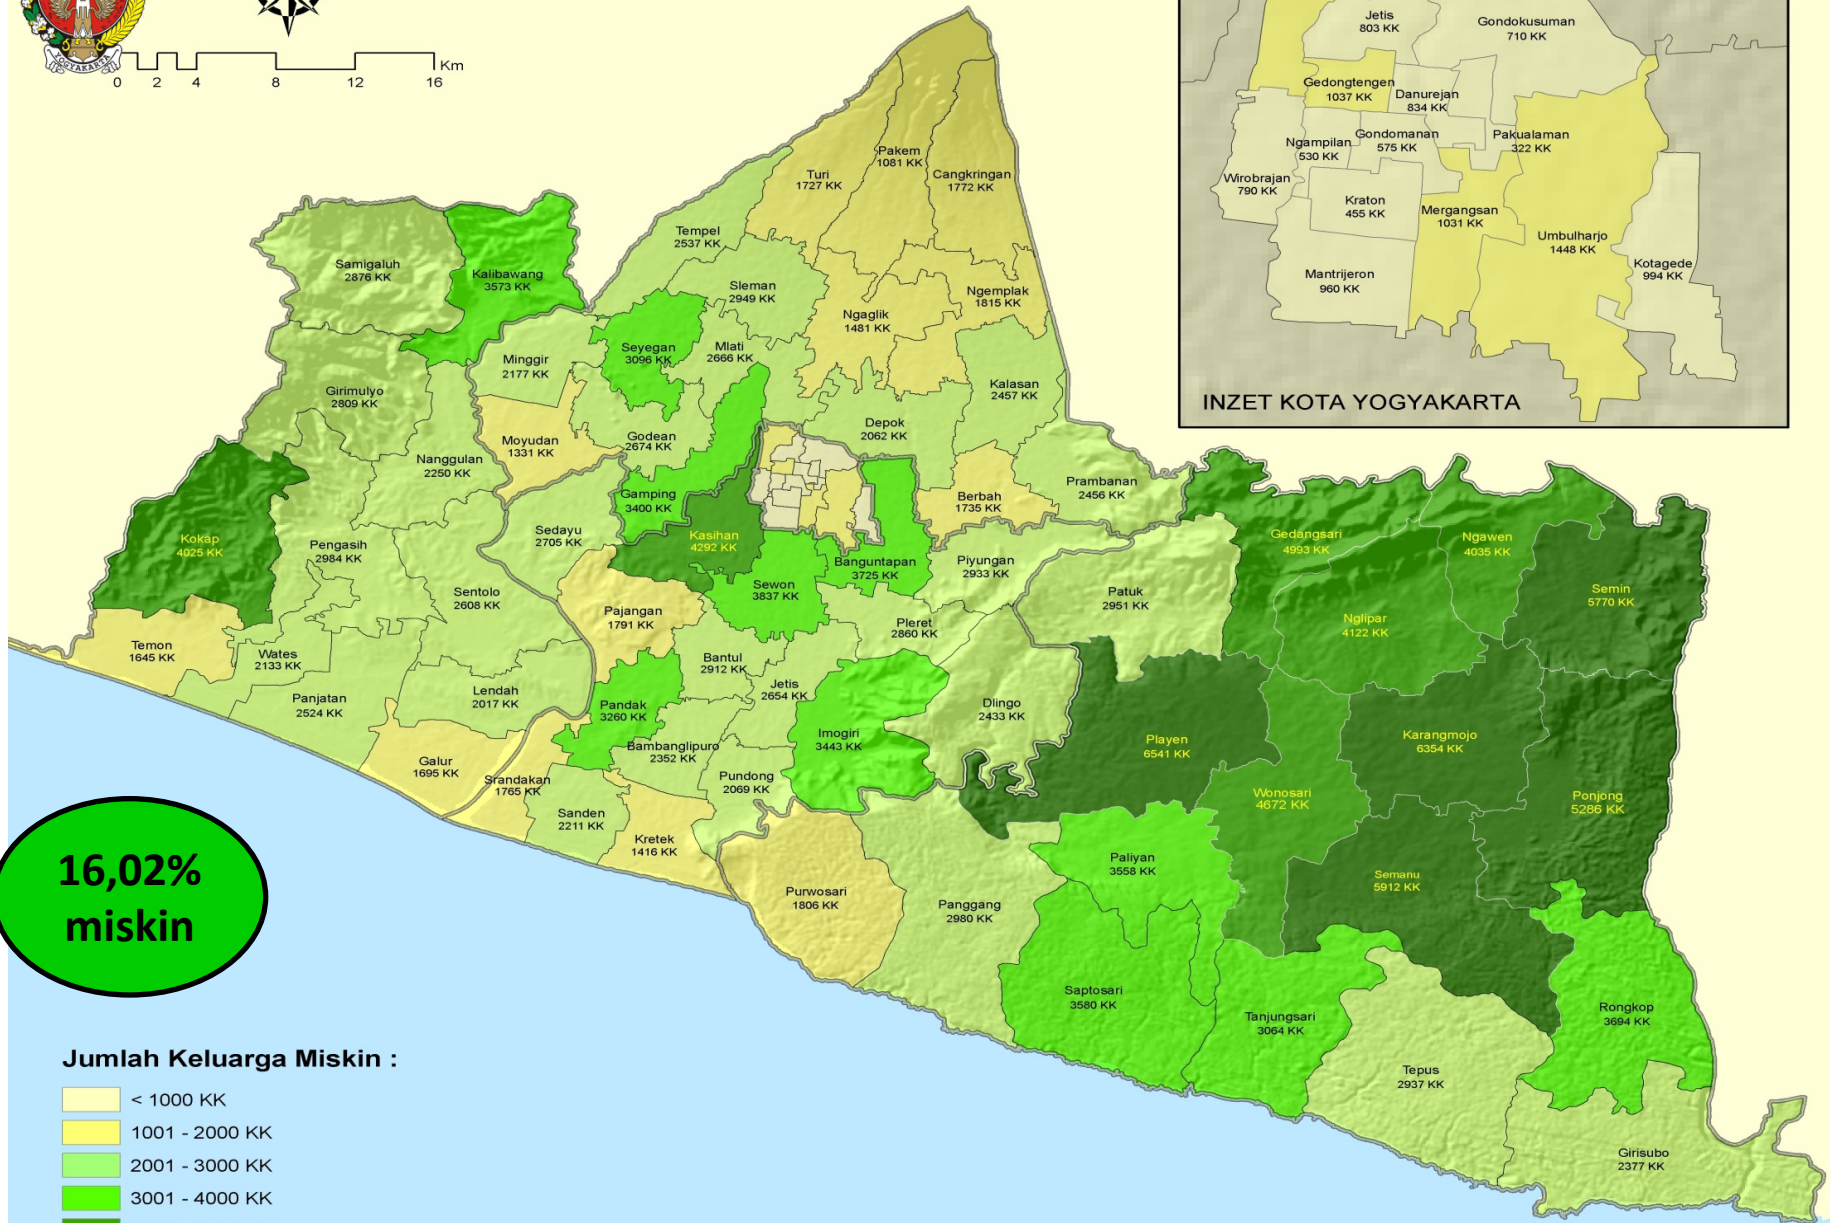 YOGYAKARTA
Km
0 2 4 8 12 16
Jetis
803 KK
Gondokusuman
710 KK
Gedongtengen
1037 KK
Danurejan
834 KK
Ngampilan
530 KK
Gondomanan
575 KK
Pakualaman
322 KK
Wirobrajan
790 KK
Kraton
455 KK
Mergangsan
1031 KK
Umbulharjo
1448 KK
Mantrijeron
960 KK
Kotagede
994 KK
INZET KOTA YOGYAKARTA
Pakem
1081 KK
Turi
1727 KK
Cangkringan
1772 KK
Tempel
2537 KK
Samigaluh
2876 KK
Kalibawang
3573 KK
Sleman
2949 KK
Ngemplak
1815 KK
Ngaglik
1481 KK
Seyegan
3096 KK
Mlati
2666 KK
Minggir
2177 KK
Girimulyo
2809 KK
Kalasan
2457 KK
Moyudan
1331 KK
Godean
2674 KK
Depok
2062 KK
Nanggulan
2250 KK
Gamping
3400 KK
Berbah
1735 KK
Prambanan
2456 KK
Kokap
4025 KK
Pengasih
2984 KK
Sedayu
2705 KK
Kasihan
4292 KK
Banguntapan
3725 KK
Piyungan
2933 KK
Gedangsari
4993 KK
Ngawen
4035 KK
Sentolo
2608 KK
Sewon
3837 KK
Patuk
2951 KK
Semin
5770 KK
Pajangan
1791 KK
Pleret
2860 KK
Nglipar
4122 KK
Temon
1645 KK
Wates
2133 KK
Bantul
2912 KK
Jetis
2654 KK
Panjatan
2524 KK
Lendah
2017 KK
Pandak
3260 KK
Dlingo
2433 KK
Imogiri
3443 KK
Playen
6541 KK
Karangmojo
6354 KK
Bambanglipuro
2352 KK
Galur
1695 KK
Srandakan
1765 KK
Pundong
2069 KK
Wonosari
4672 KK
Ponjong
5286 KK
Sanden
2211 KK
Kretek
1416 KK
Paliyan
3558 KK
Semanu
5912 KK
Purwosari
1806 KK
Panggang
2980 KK
Saptosari
3580 KK
Tanjungsari
3064 KK
Rongkop
3694 KK
Tepus
2937 KK
Girisubo
2377 KK
16,02%
miskin
Jumlah Keluarga Miskin :
< 1000 KK
1001 - 2000 KK
2001 - 3000 KK
3001 - 4000 KK